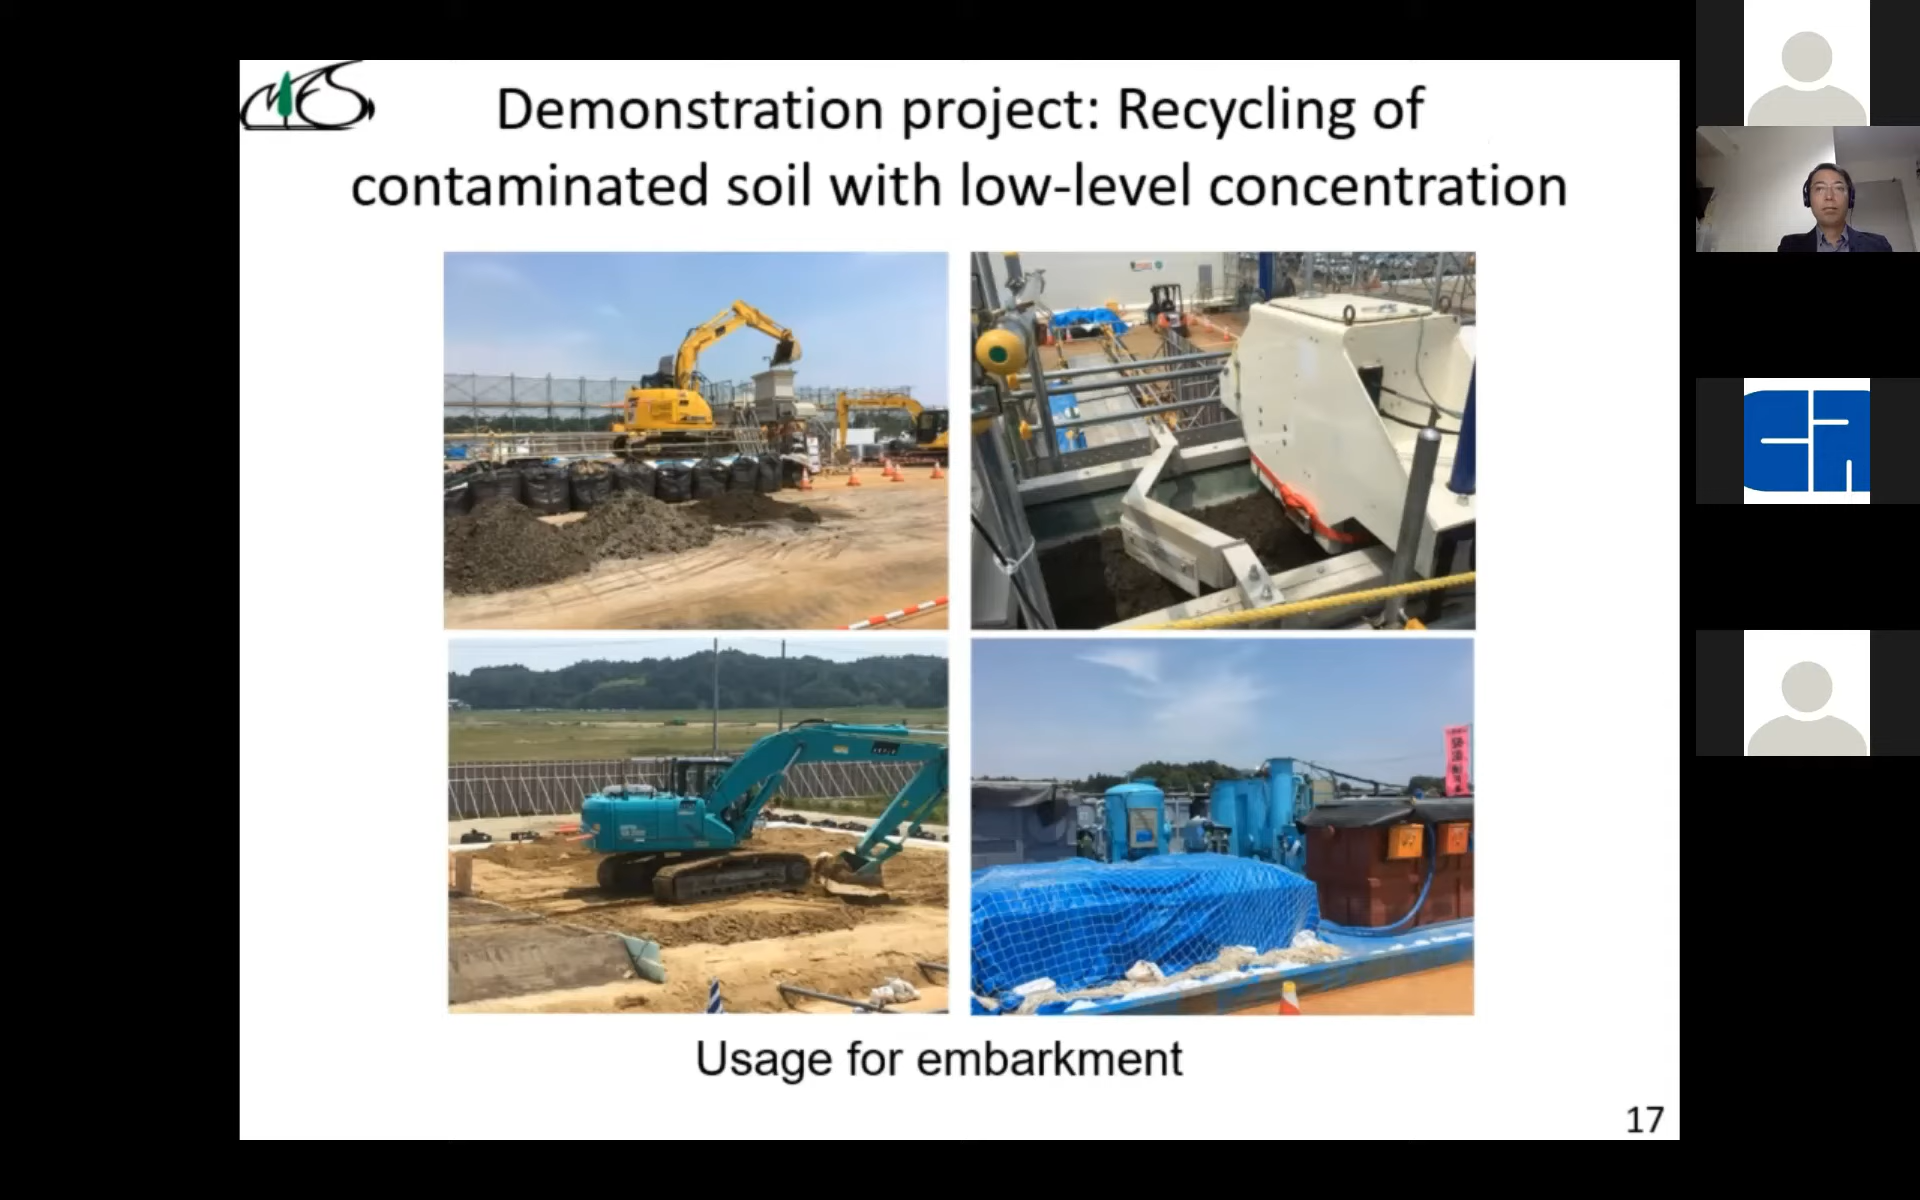 Demonstration project: Recycling of
contaminated soil with low-level concentration
Usage for embarkment
17